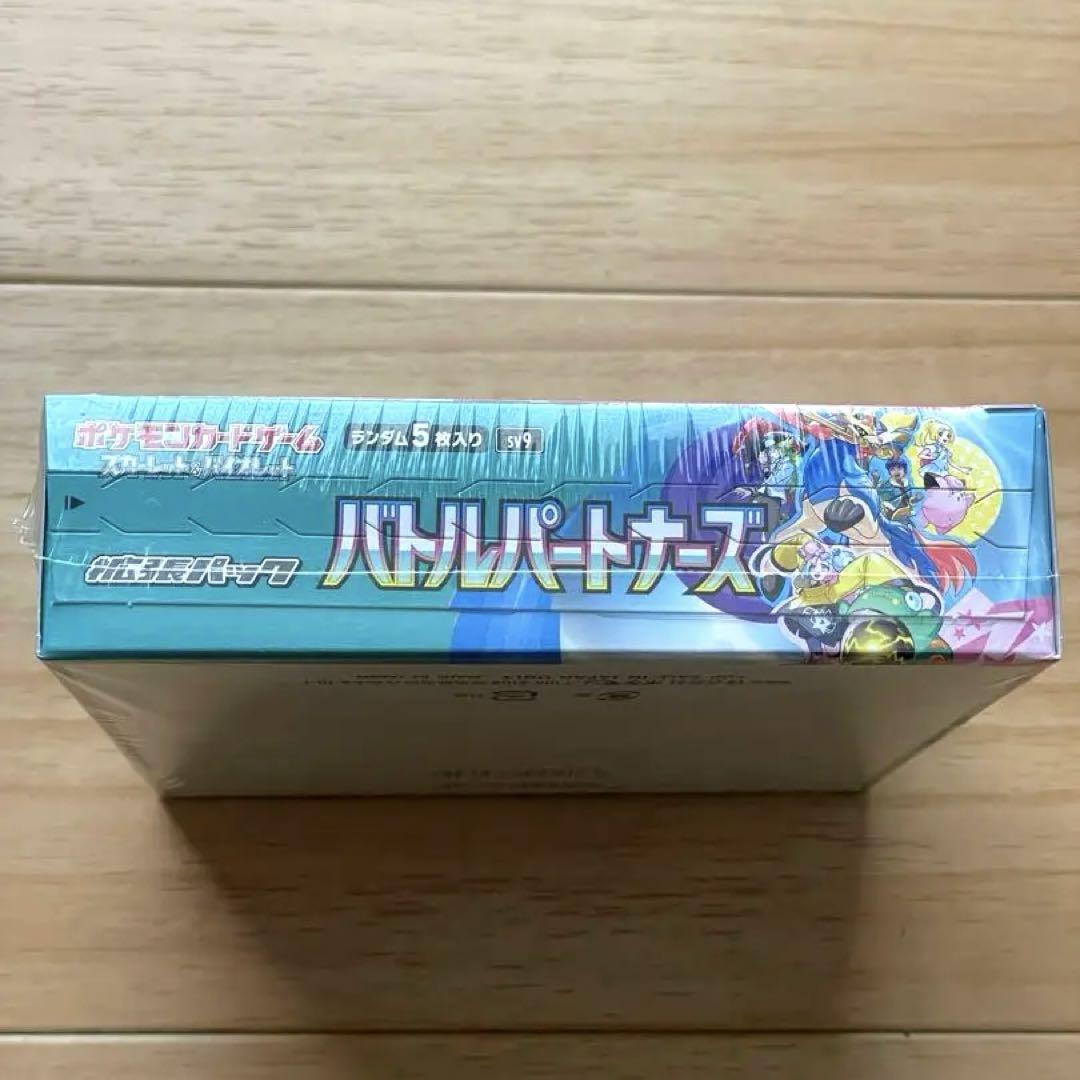 ポケモンカードゲーム
スカーレット&バイオレット
ランダム5枚入り
SV9
拡張パック
バトルパートナーズ